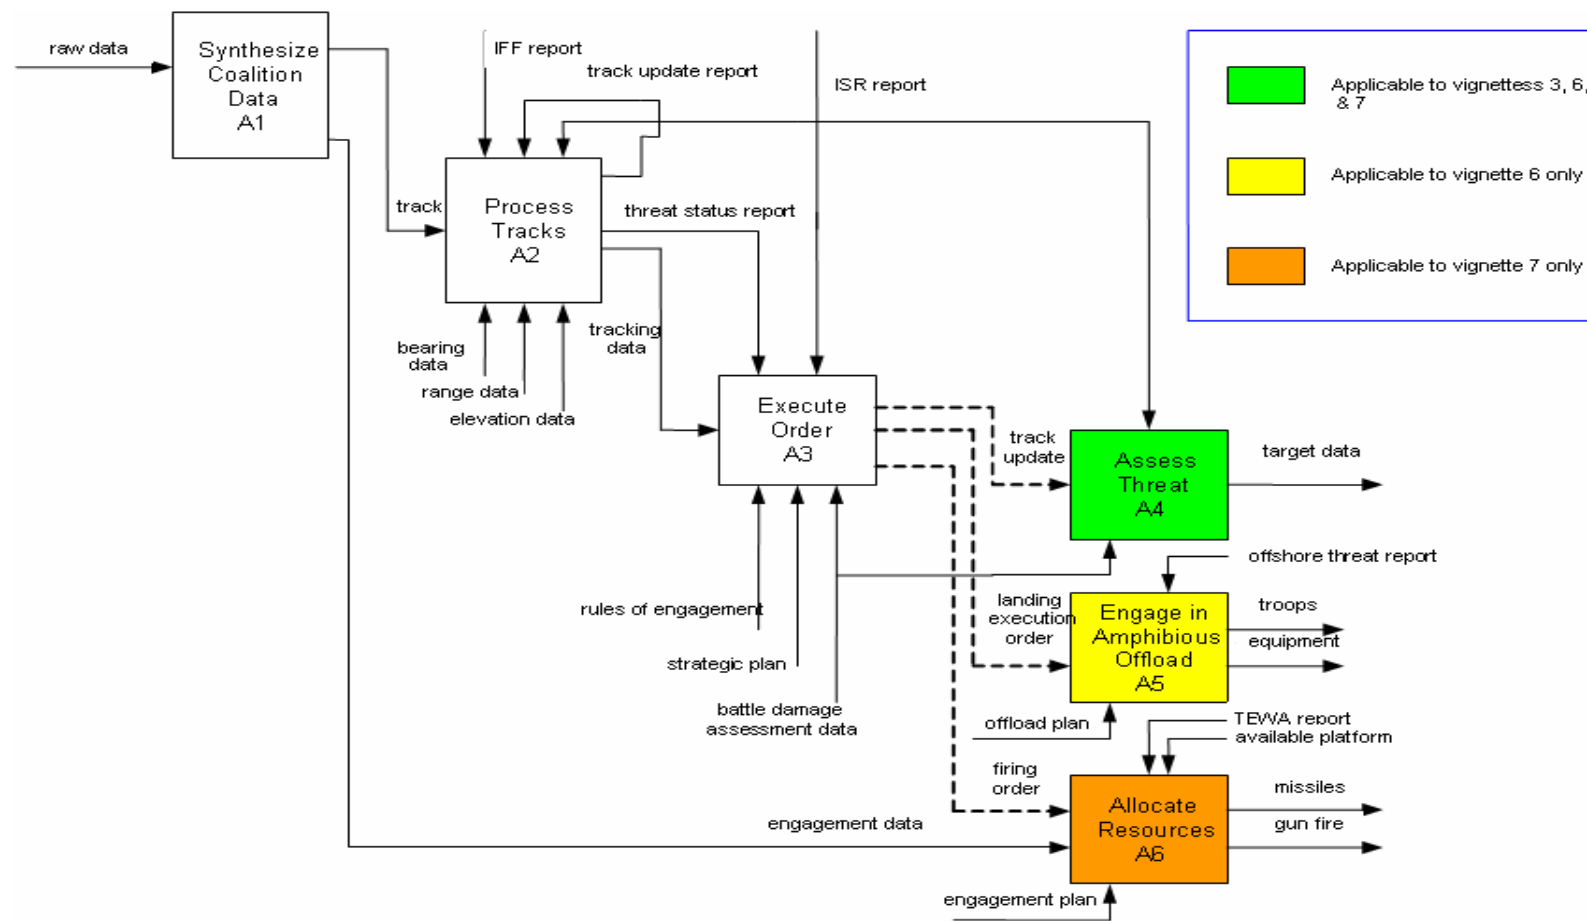 raw data
Synthesize
Coalition
Data
A1
IFF report
track update report
ISR report
Applicable to vignettess 3, 6,
& 7
Applicable to vignette 6 only
Applicable to vignette 7 only
track
Process
Tracks
A2
threat status report
tracking
data
bearing
data
range data
elevation data
Execute
Order
A3
track
update
Assess
Threat
A4
target data
rules of engagement
strategic plan
battle damage
assessment data
offshore threat report
landing
execution
order
Engage in
Amphibious
Offload
A5
troops
equipment
offload plan
TEWA report
available platform
firing
order
Allocate
Resources
A6
missiles
gun fire
engagement data
engagement plan